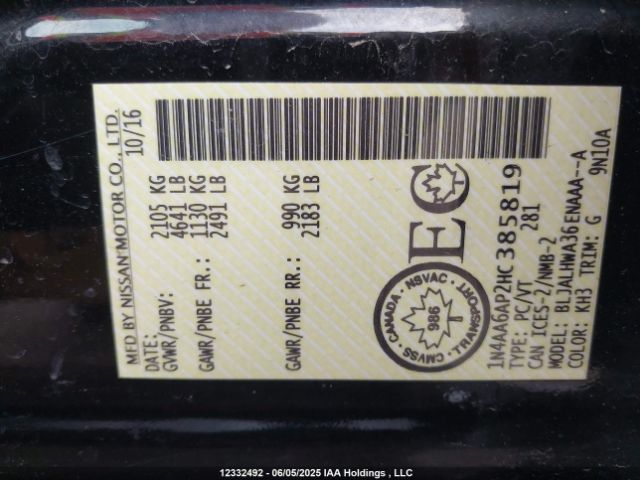 MFD BY NISSAN MOTOR CO., LTD.
DATE: 10/16
GVWR/PNBV: 2105 KG
4641 LB
GAWR/PNBE FR.: 1130 KG
2491 LB
GAWR/PNBE RR.: 990 KG
2183 LB
EC
CANADA · NSVAC · TRANSPORT · CMVSS
986
1N4AA6AP2HC385819
TYPE: PC/VT 281
CAN ICES-2/NMB-2
MODEL: BLJALHWA36ENAAA--A
COLOR: KH3 TRIM: G 9N10A
12332492 - 06/05/2025 IAA Holdings , LLC